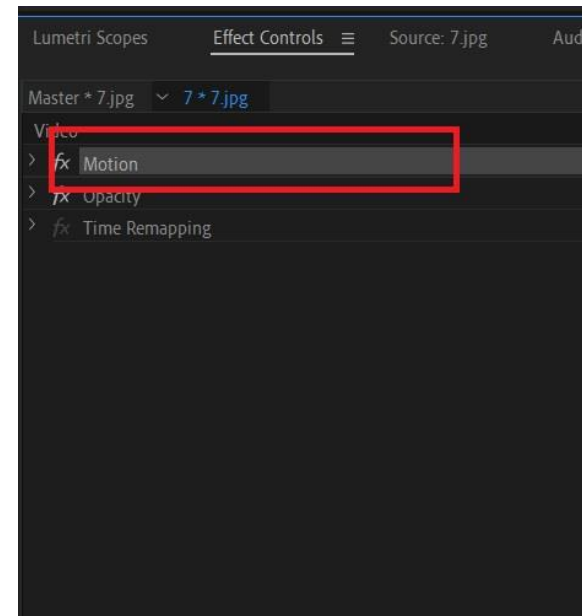 Lumetri Scopes Effect Controls Source: 7.jpg Aud
Master * 7.jpg 7 * 7.jpg
Video
fx Motion
fx Opacity
fx Time Remapping